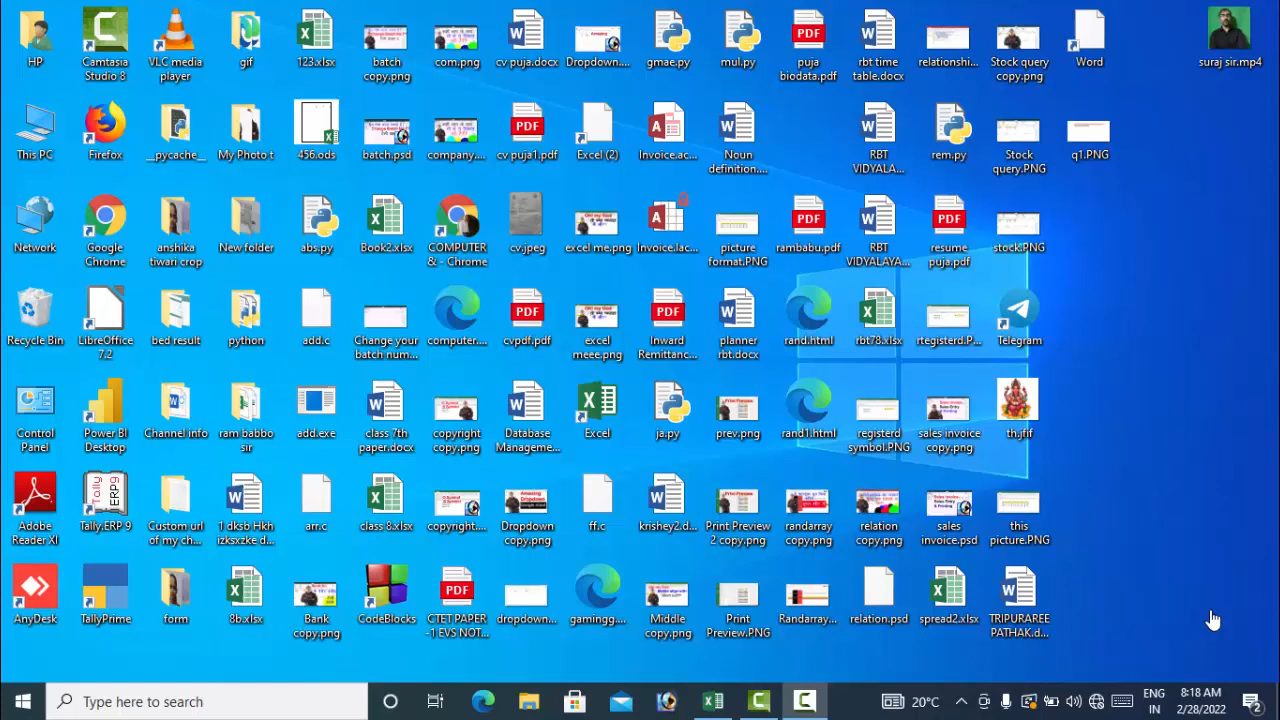 HP
Camtasia
Studio 8
VLC media
player
gif
123.xlsx
batch
copy.png
com.png
cv puja.docx
Dropdown....
gmae.py
mul.py
puja
biodata.pdf
rbt time
table.docx
relationshi...
Stock query
copy.png
Word
suraj sir.mp4
This PC
Firefox
__pycache__
My Photo t
456.ods
batch.psd
company....
cv puja1.pdf
Excel (2)
Invoice.ac...
Noun
definition....
RBT
VIDYALA...
rem.py
Stock
query.PNG
q1.PNG
Network
Google
Chrome
anshika
tiwari crop
New folder
abs.py
Book2.xlsx
COMPUTER
& - Chrome
cv.jpeg
excel me.png
Invoice.lac...
picture
format.PNG
rambabu.pdf
RBT
VIDYALAYA...
resume
puja.pdf
stock.PNG
Recycle Bin
LibreOffice
7.2
bed result
python
add.c
Change your
batch num...
computer....
cvpdf.pdf
excel
meee.png
Inward
Remittanc...
planner
rbt.docx
rand.html
rbt78.xlsx
rtegisterd.P...
Telegram
Control
Panel
Power BI
Desktop
Channel info
ram babbo
sir
add.exe
class 7th
paper.docx
copyright
copy.png
Database
Manageme...
Excel
ja.py
prev.png
rand1.html
registerd
symbol.PNG
sales invoice
copy.png
th.jfif
Adobe
Reader XI
Tally.ERP 9
Custom url
of my ch...
1 dksb Hkh
izksxzke d...
arr.c
class 8.xlsx
copyright....
Dropdown
copy.png
ff.c
krishey2.d...
Print Preview
2 copy.png
randarray
copy.png
relation
copy.png
sales
invoice.psd
this
picture.PNG
AnyDesk
TallyPrime
form
8b.xlsx
Bank
copy.png
CodeBlocks
CTET PAPER
-1 EVS NOT...
dropdown...
gamingg....
Middle
copy.png
Print
Preview.PNG
Randarray...
relation.psd
spread2.xlsx
TRIPURAREE
PATHAK.d...
Type here to search
20°C
ENG
IN
8:18 AM
2/28/2022
2